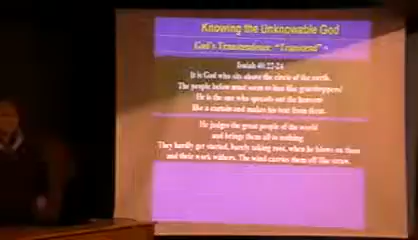 Knowing the Unknowable God
God's Transcendence: "Transcend" =
Isaiah 40:22-24
It is God who sits above the circle of the earth.
The people below must seem to him like grasshoppers!
He is the one who spreads out the heavens
like a curtain and makes his tent from them.
He judges the great people of the world
and brings them all to nothing
They hardly get started, barely taking root, when he blows on them
and their work withers. The wind carries them off like straw.